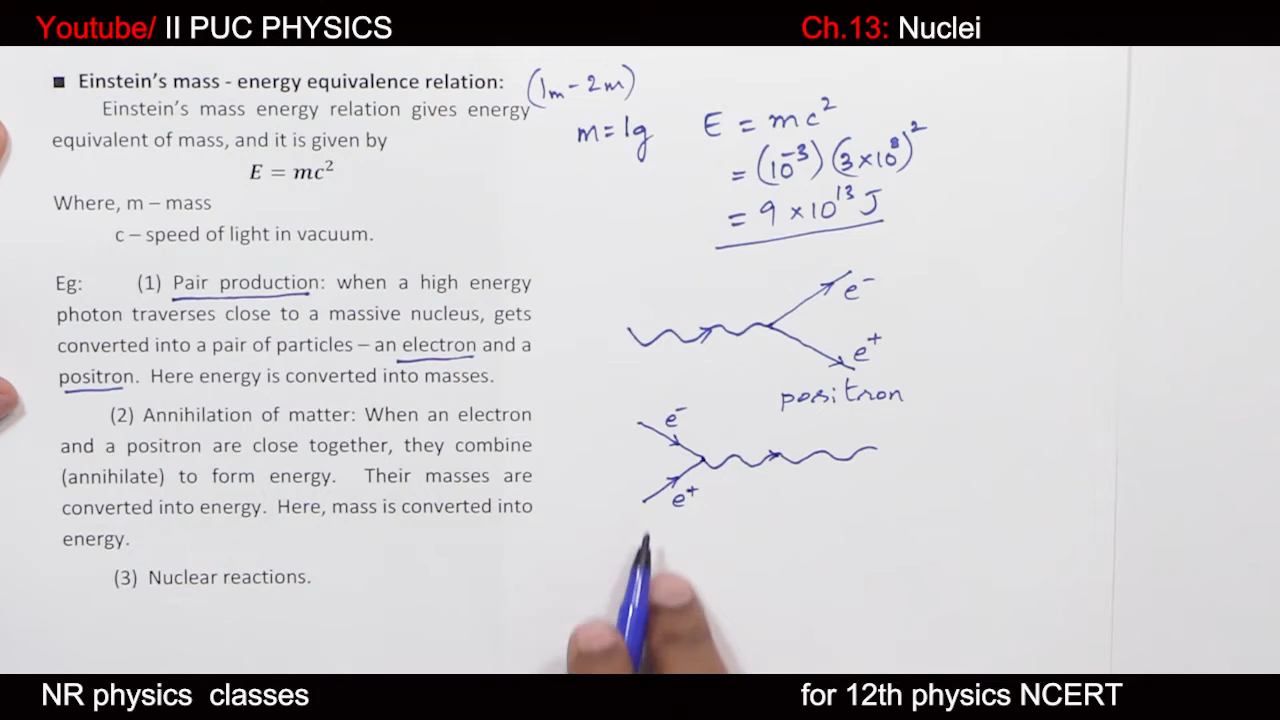 Youtube/ II PUC PHYSICS
Ch.13: Nuclei
■ Einstein's mass - energy equivalence relation: (1m - 2m)
Einstein's mass energy relation gives energy
equivalent of mass, and it is given by
E = mc²
Where, m – mass
c – speed of light in vacuum.
Eg: (1) Pair production: when a high energy
photon traverses close to a massive nucleus, gets
converted into a pair of particles – an electron and a
positron. Here energy is converted into masses.
(2) Annihilation of matter: When an electron
and a positron are close together, they combine
(annihilate) to form energy. Their masses are
converted into energy. Here, mass is converted into
energy.
(3) Nuclear reactions.
m = 1g
E = mc²
= (10⁻³) (3×10⁸)²
= 9 × 10¹³ J
e⁻
e⁺
positron
e⁻
e⁺
NR physics classes
for 12th physics NCERT